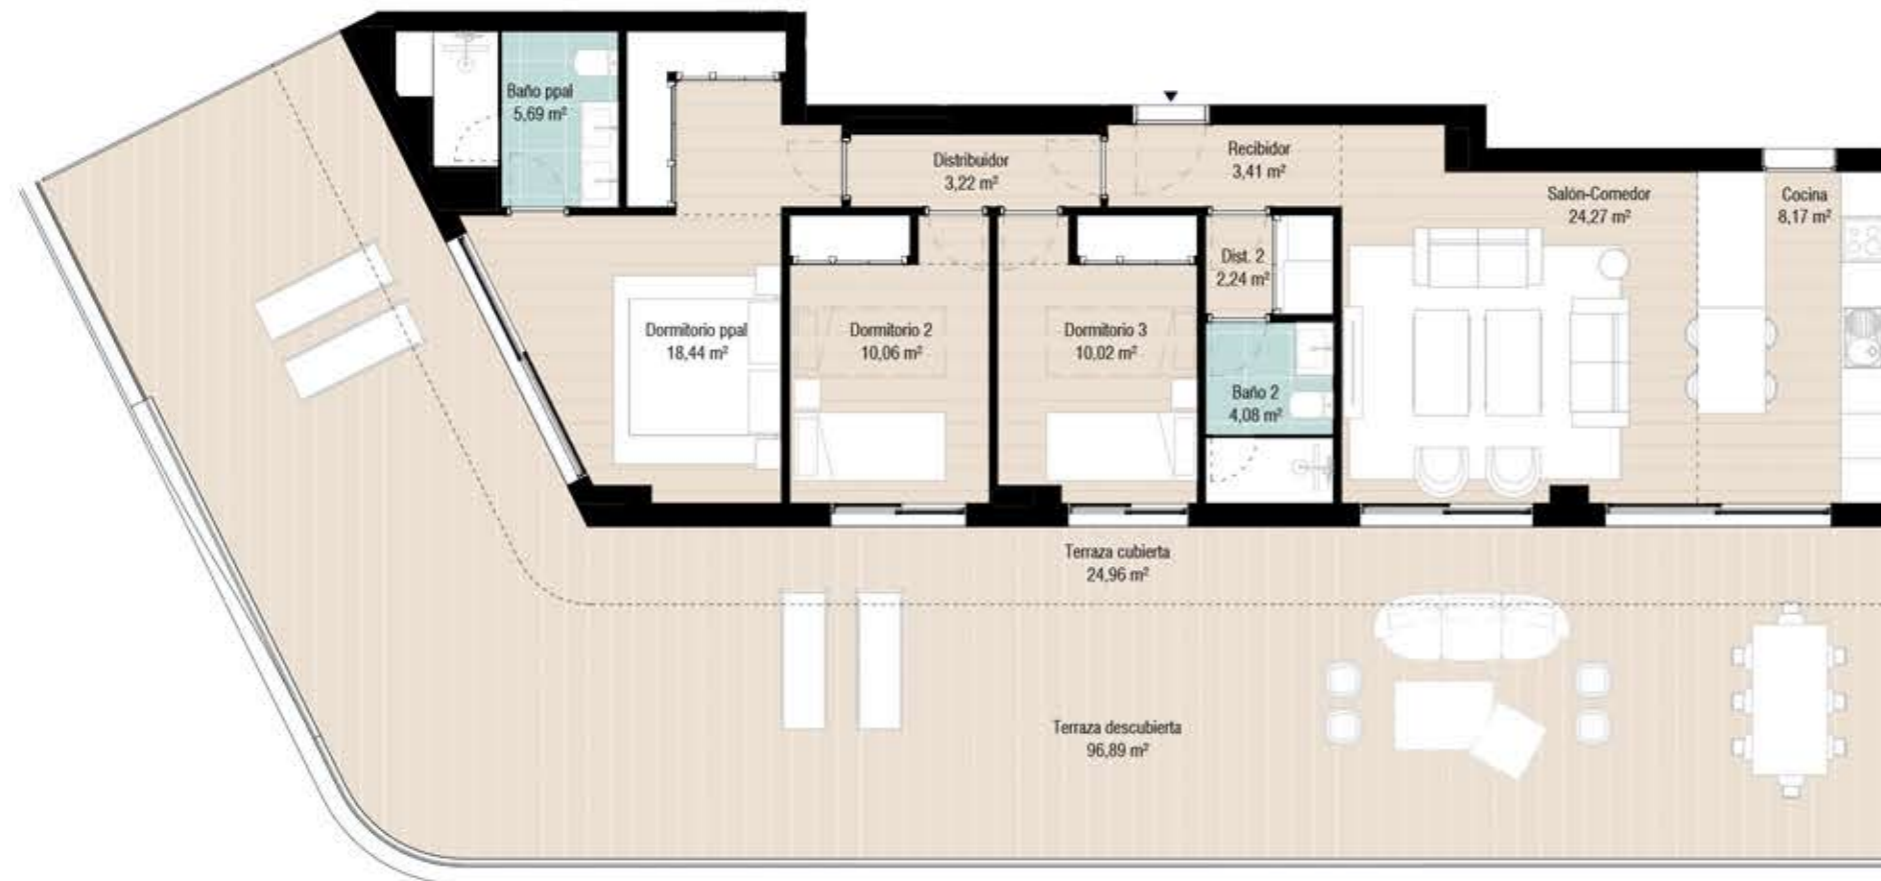 Baño ppal
5,69 m²
Distribuidor
3,22 m²
Recibidor
3,41 m²
Salón-Comedor
24,27 m²
Cocina
8,17 m²
Dist. 2
2,24 m²
Dormitorio ppal
18,44 m²
Dormitorio 2
10,06 m²
Dormitorio 3
10,02 m²
Baño 2
4,08 m²
Terraza cubierta
24,96 m²
Terraza descubierta
96,89 m²